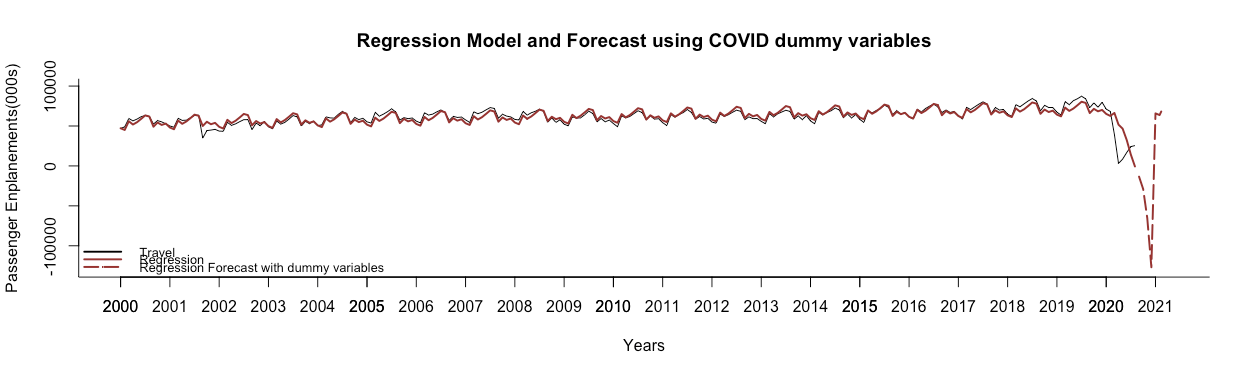 Regression Model and Forecast using COVID dummy variables
Passenger Enplanements(000s)
100000
0
-100000
Travel
Regression
Regression Forecast with dummy variables
2000 2001 2002 2003 2004 2005 2006 2007 2008 2009 2010 2011 2012 2013 2014 2015 2016 2017 2018 2019 2020 2021
Years